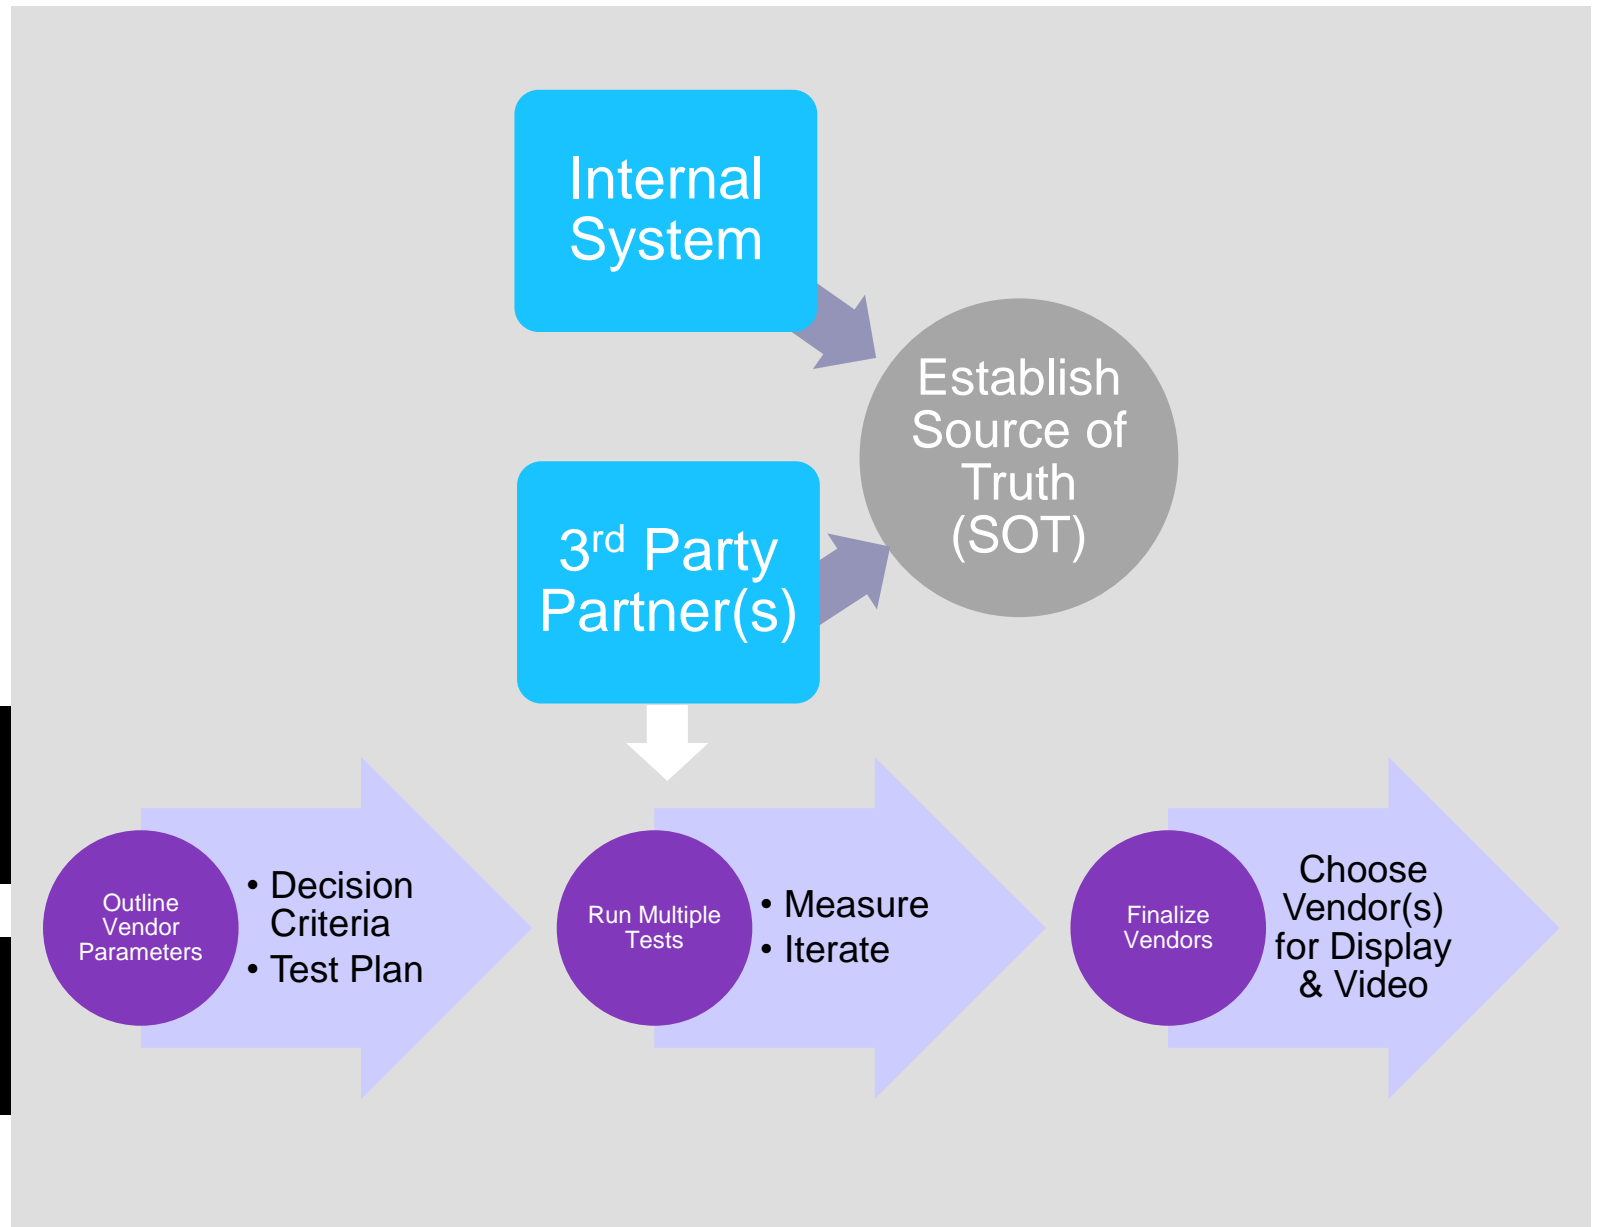 Internal
System
Establish
Source of
Truth
(SOT)
3rd Party
Partner(s)
Outline
Vendor
Parameters
• Decision
Criteria
• Test Plan
Run Multiple
Tests
• Measure
• Iterate
Finalize
Vendors
Choose
Vendor(s)
for Display
& Video